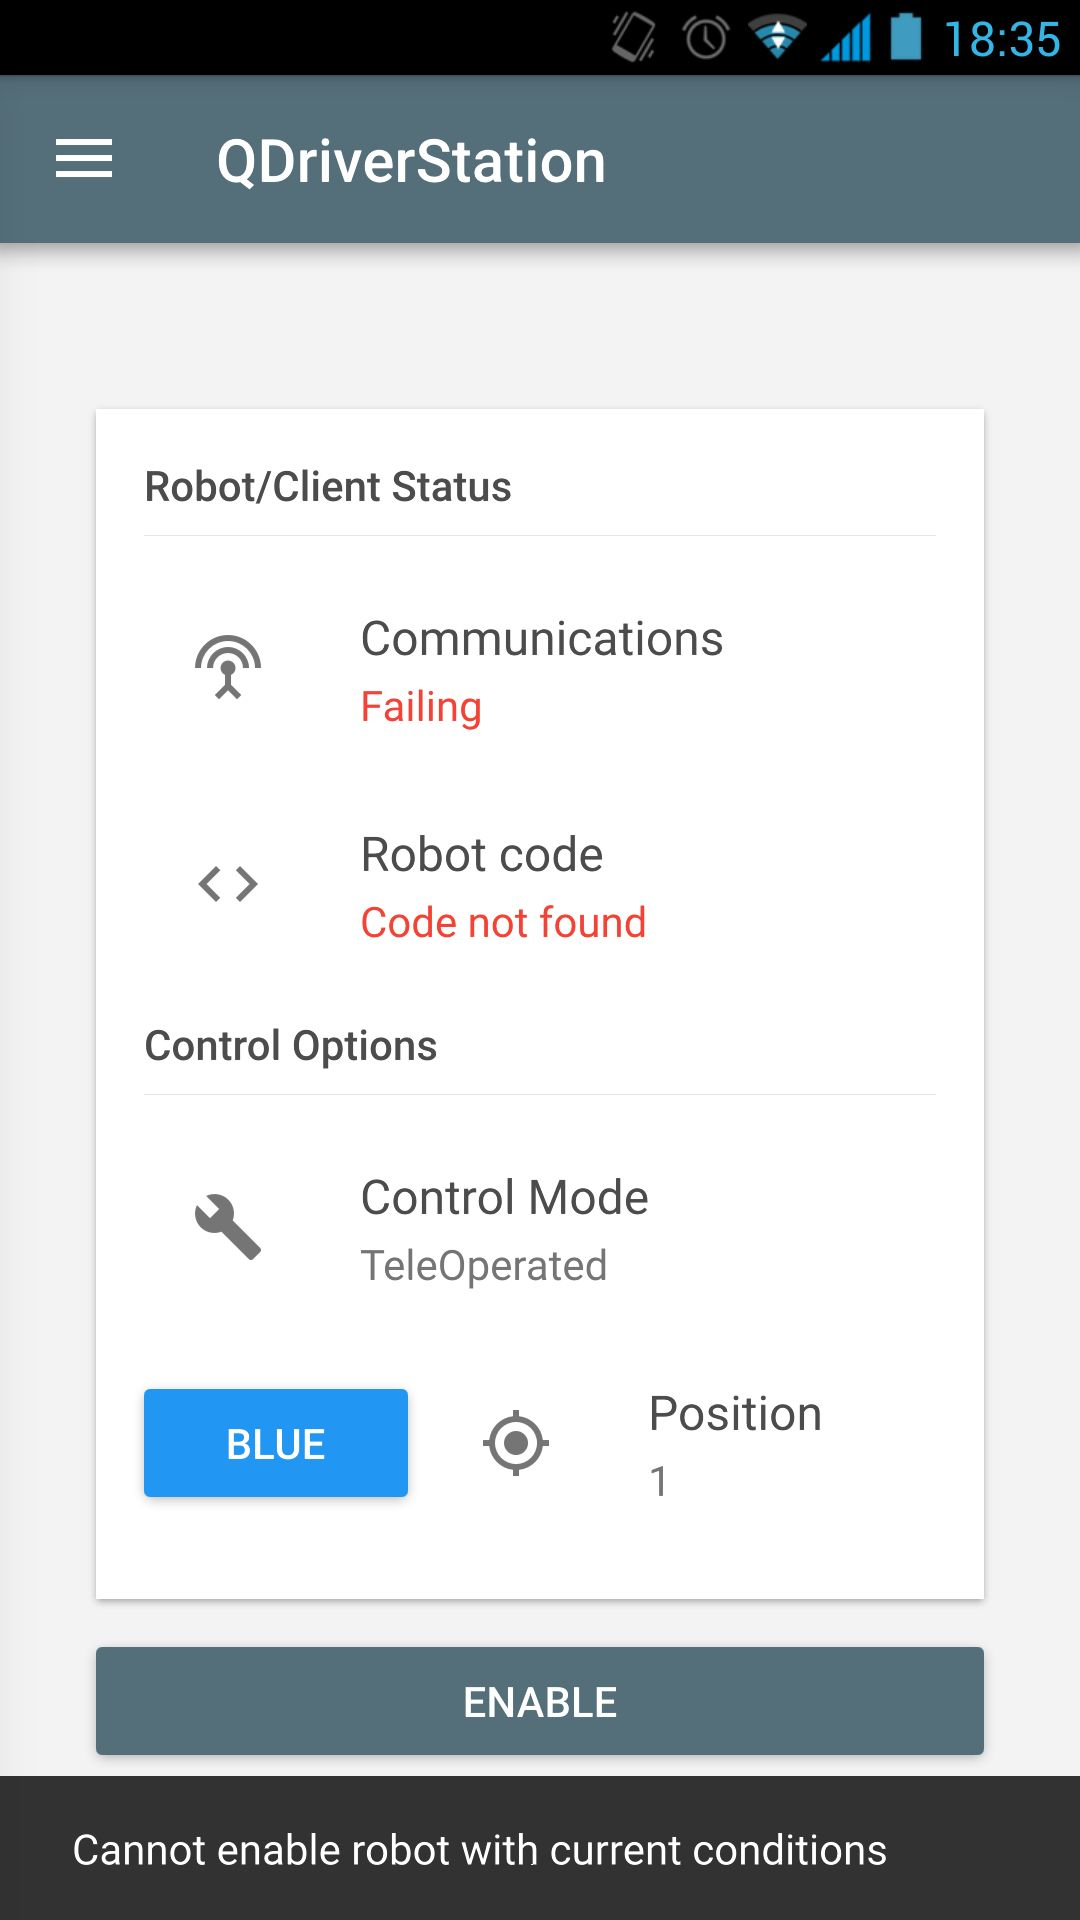 18:35
QDriverStation
Robot/Client Status
Communications
Failing
Robot code
Code not found
Control Options
Control Mode
TeleOperated
BLUE
Position
1
ENABLE
Cannot enable robot with current conditions